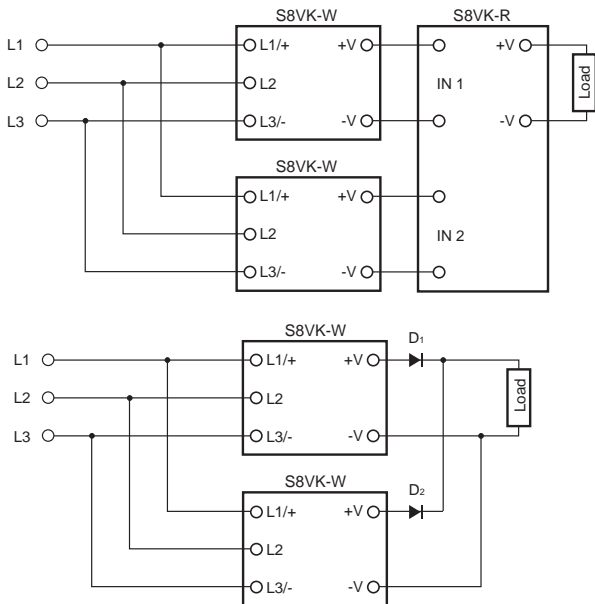 S8VK-W
S8VK-R
L1
L1/+
+V
+V
L2
L2
IN 1
Load
L3
L3/-
-V
-V
S8VK-W
L1/+
+V
L2
IN 2
L3/-
-V
S8VK-W
D1
L1
L1/+
+V
L2
L2
Load
L3
L3/-
-V
S8VK-W
D2
L1/+
+V
L2
L3/-
-V